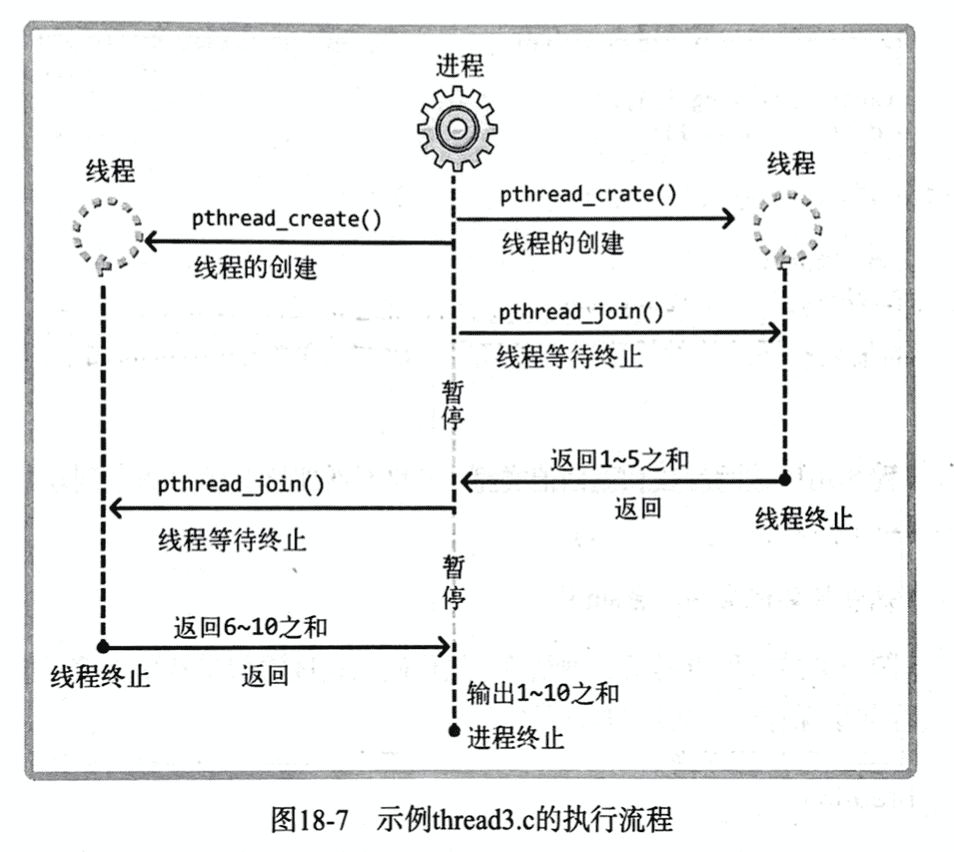 进程
线程
线程
pthread_create()
线程的创建
pthread_crate()
线程的创建
pthread_join()
线程等待终止
暂停
返回1~5之和
返回
线程终止
pthread_join()
线程等待终止
暂停
返回6~10之和
返回
线程终止
输出1~10之和
进程终止
图18-7 示例thread3.c的执行流程